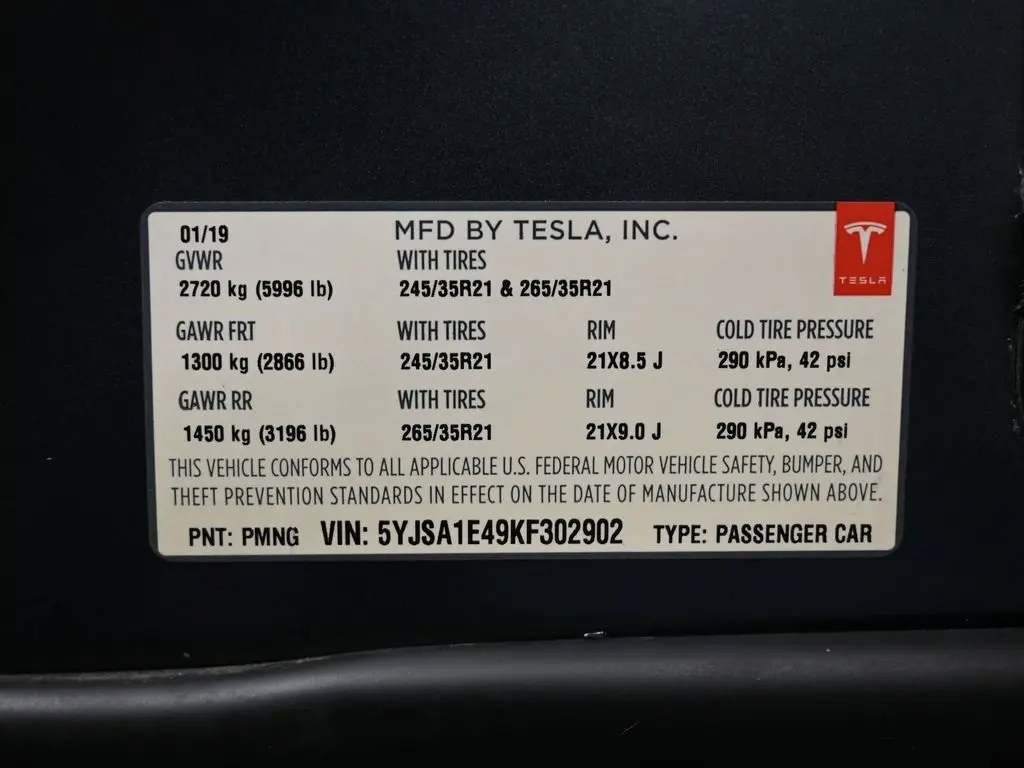 01/19 MFD BY TESLA, INC.
GVWR WITH TIRES
2720 kg (5996 lb) 245/35R21 & 265/35R21
TESLA
GAWR FRT WITH TIRES RIM COLD TIRE PRESSURE
1300 kg (2866 lb) 245/35R21 21X8.5 J 290 kPa, 42 psi
GAWR RR WITH TIRES RIM COLD TIRE PRESSURE
1450 kg (3196 lb) 265/35R21 21X9.0 J 290 kPa, 42 psi
THIS VEHICLE CONFORMS TO ALL APPLICABLE U.S. FEDERAL MOTOR VEHICLE SAFETY, BUMPER, AND
THEFT PREVENTION STANDARDS IN EFFECT ON THE DATE OF MANUFACTURE SHOWN ABOVE.
PNT: PMNG VIN: 5YJSA1E49KF302902 TYPE: PASSENGER CAR